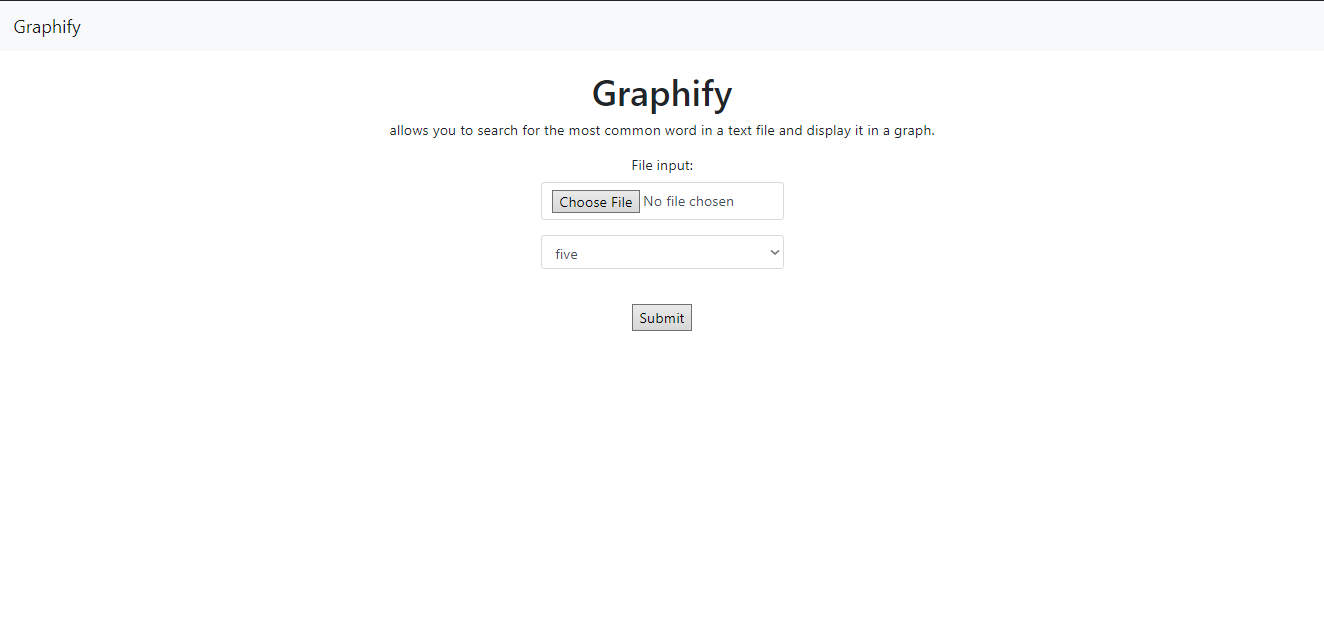 Graphify
Graphify
allows you to search for the most common word in a text file and display it in a graph.
File input:
Choose File No file chosen
five
Submit